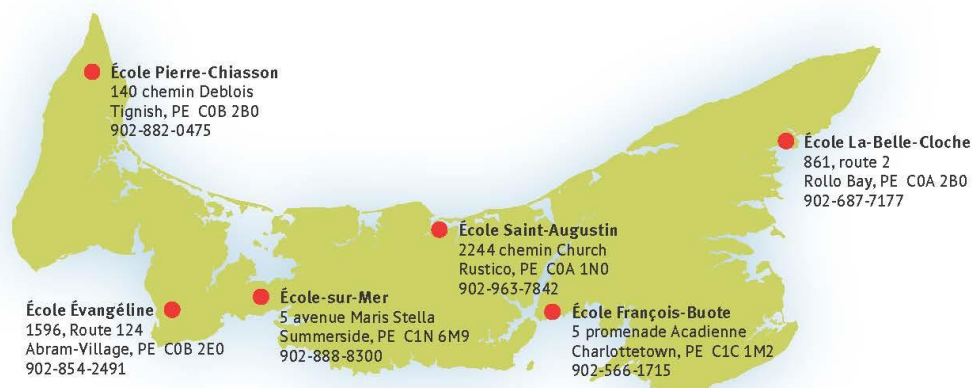 École Pierre-Chiasson
140 chemin Deblois
Tignish, PE  C0B 2B0
902-882-0475
École La-Belle-Cloche
861, route 2
Rollo Bay, PE  C0A 2B0
902-687-7177
École Saint-Augustin
2244 chemin Church
Rustico, PE  C0A 1N0
902-963-7842
École Évangéline
1596, Route 124
Abram-Village, PE  C0B 2E0
902-854-2491
École-sur-Mer
5 avenue Maris Stella
Summerside, PE  C1N 6M9
902-888-8300
École François-Buote
5 promenade Acadienne
Charlottetown, PE  C1C 1M2
902-566-1715